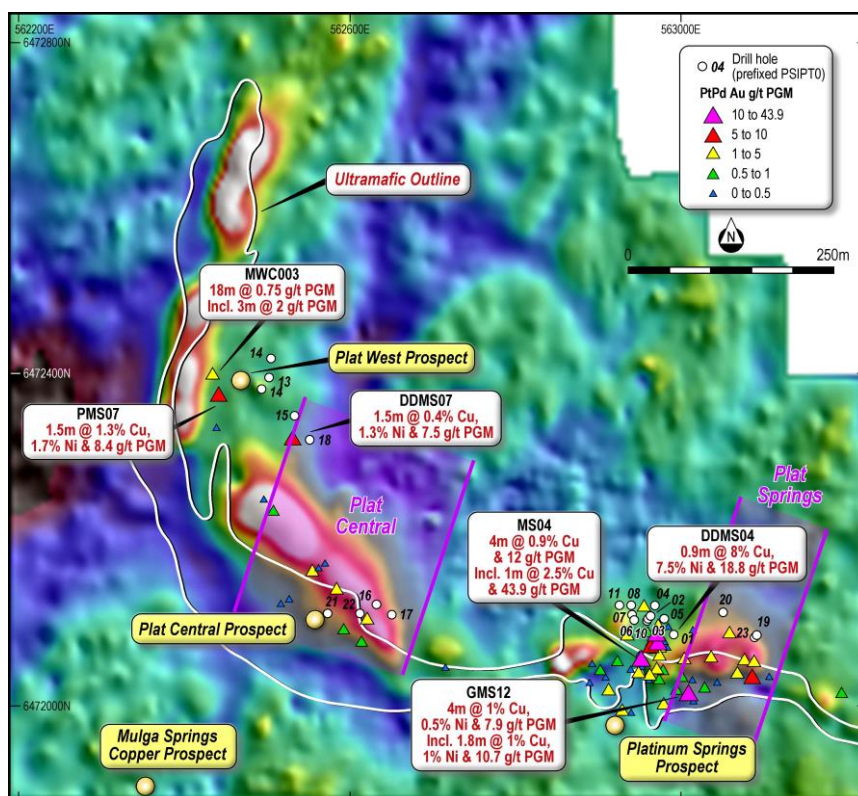 562200E
562600E
563000E
6472800N
04 Drill hole
(prefixed PSIPT0)
PtPd Au g/t PGM
10 to 43.9
5 to 10
1 to 5
0.5 to 1
0 to 0.5
N
0 250m
Ultramafic Outline
MWC003
18m @ 0.75 g/t PGM
Incl. 3m @ 2 g/t PGM
14
Plat West Prospect
6472400N
13
14
PMS07
1.5m @ 1.3% Cu,
1.7% Ni & 8.4 g/t PGM
15
18
DDMS07
1.5m @ 0.4% Cu,
1.3% Ni & 7.5 g/t PGM
Plat
Central
Plat
Springs
MS04
4m @ 0.9% Cu
& 12 g/t PGM
Incl. 1m @ 2.5% Cu
& 43.9 g/t PGM
DDMS04
0.9m @ 8% Cu,
7.5% Ni & 18.8 g/t PGM
Plat Central Prospect
21
22
16
17
11
08
04
07
02
05
06
10
03
01
20
19
23
6472000N
GMS12
4m @ 1% Cu,
0.5% Ni & 7.9 g/t PGM
Incl. 1.8m @ 1% Cu,
1% Ni & 10.7 g/t PGM
Platinum Springs
Prospect
Mulga Springs
Copper Prospect